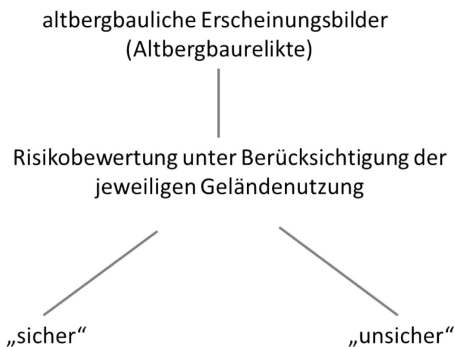 altbergbauliche Erscheinungsbilder
(Altbergbaurelikte)
Risikobewertung unter Berücksichtigung der
jeweiligen Geländenutzung
„sicher“
„unsicher“